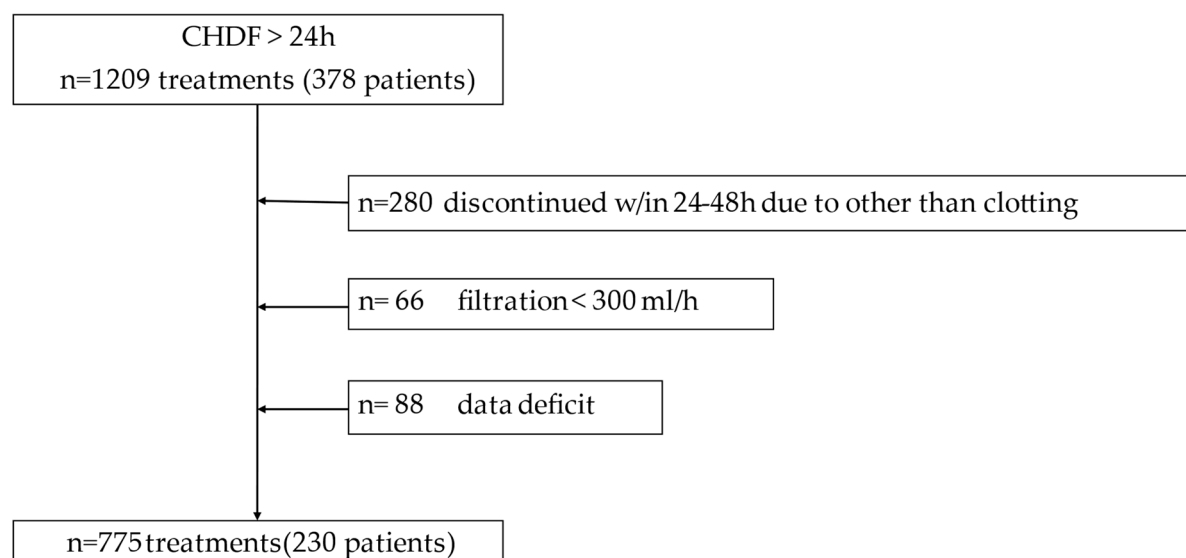 CHDF > 24h
n=1209 treatments (378 patients)
n=280 discontinued w/in 24-48h due to other than clotting
n= 66 filtration < 300 ml/h
n= 88 data deficit
n=775 treatments(230 patients)